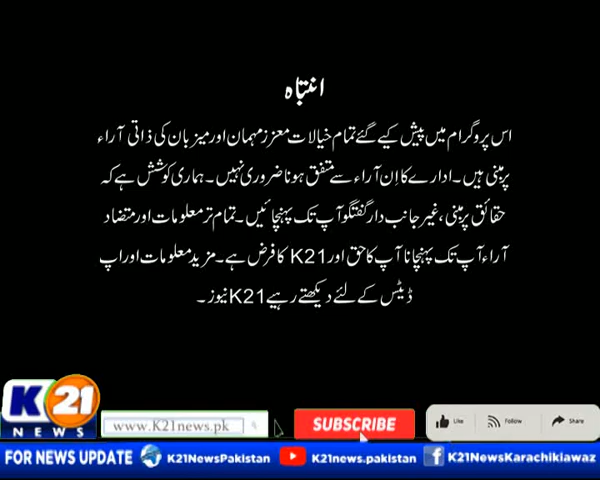 انتباہ
اس پروگرام میں پیش کیے گئے تمام خیالات معزز مہمان اور میزبان کی ذاتی آراء
پر مبنی ہیں۔ ادارے کا اِن آراء سے متفق ہونا ضروری نہیں۔ ہماری کوشش ہے کہ
حقائق پر مبنی، غیر جانب دار گفتگو آپ تک پہنچائیں۔ تمام تر معلومات اور متضاد
آراء آپ تک پہنچانا آپ کا حق اور K21 کا فرض ہے۔ مزید معلومات اور اپ
ڈیٹس کے لئے دیکھتے رہیے K21 نیوز۔
K21
NEWS
www.K21news.pk
SUBSCRIBE
Like
Follow
Share
FOR NEWS UPDATE
K21NewsPakistan
K21news.pakistan
K21NewsKarachikiawaz